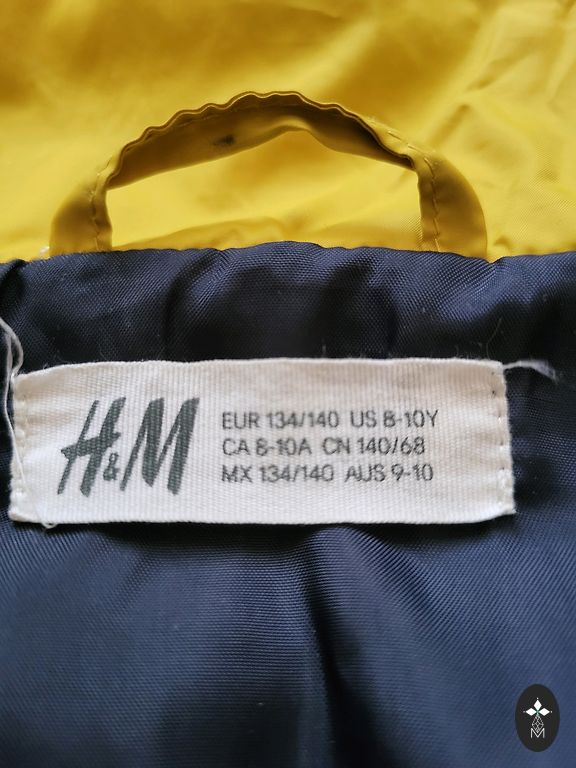 H&M
EUR 134/140 US 8-10Y
CA 8-10A CN 140/68
MX 134/140 AUS 9-10
M